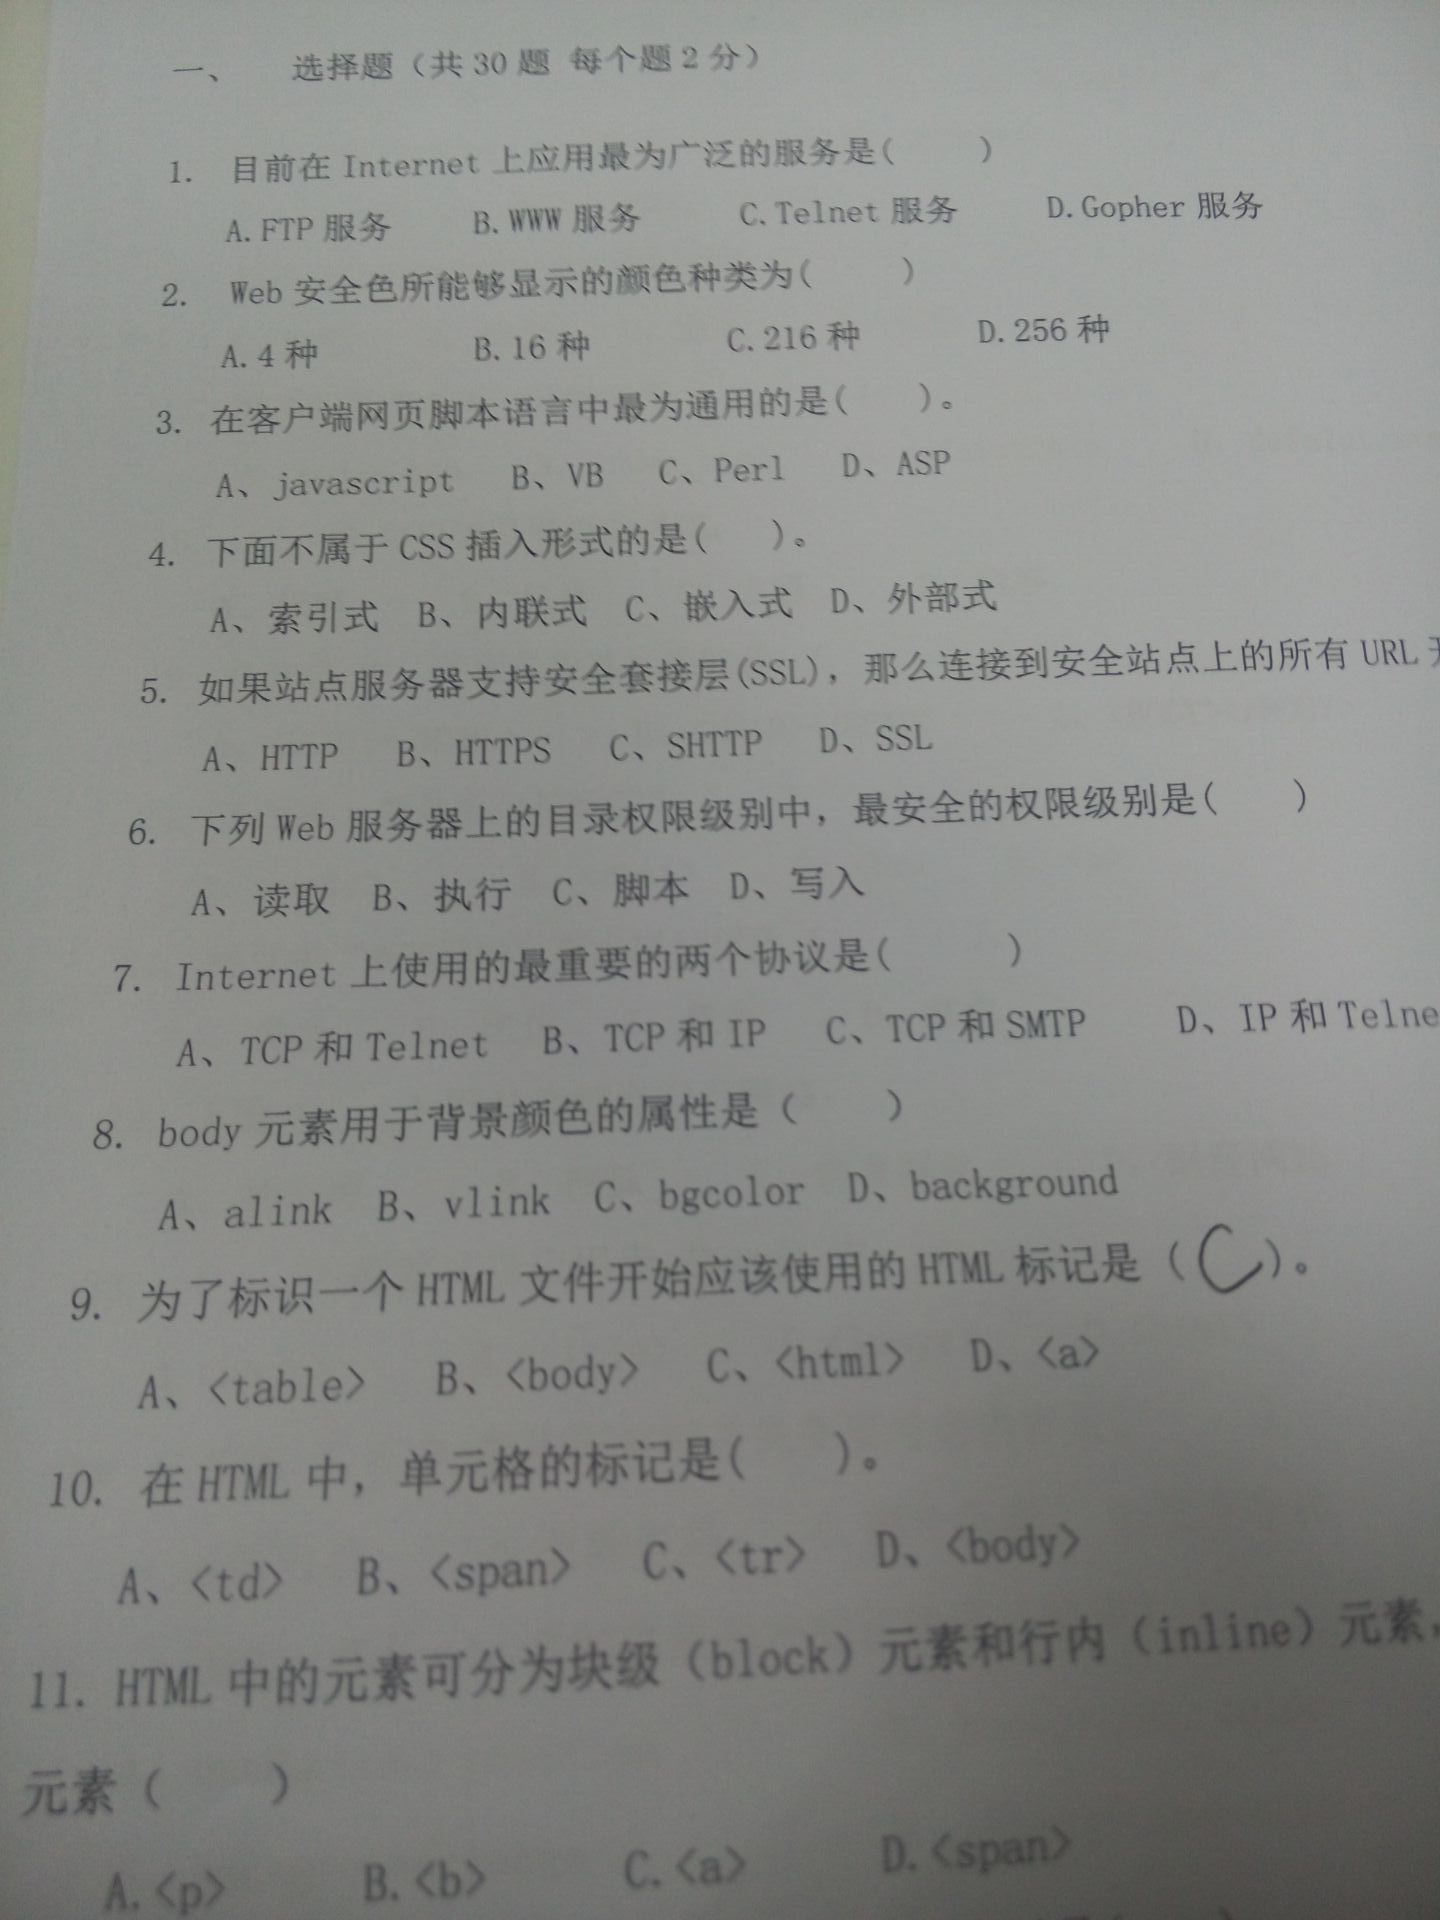 一、 选择题（共 30 题 每个题 2 分）
1. 目前在 Internet 上应用最为广泛的服务是( )
A.FTP 服务 B.WWW 服务 C.Telnet 服务 D.Gopher 服务
2. Web 安全色所能够显示的颜色种类为( )
A.4 种 B.16 种 C.216 种 D.256 种
3. 在客户端网页脚本语言中最为通用的是( )。
A、javascript B、VB C、Perl D、ASP
4. 下面不属于 CSS 插入形式的是( )。
A、索引式 B、内联式 C、嵌入式 D、外部式
5. 如果站点服务器支持安全套接层(SSL)，那么连接到安全站点上的所有 URL
A、HTTP B、HTTPS C、SHTTP D、SSL
6. 下列 Web 服务器上的目录权限级别中，最安全的权限级别是( )
A、读取 B、执行 C、脚本 D、写入
7. Internet 上使用的最重要的两个协议是( )
A、TCP 和 Telnet B、TCP 和 IP C、TCP 和 SMTP D、IP 和 Telne
8. body 元素用于背景颜色的属性是（ ）
A、alink B、vlink C、bgcolor D、background
9. 为了标识一个 HTML 文件开始应该使用的 HTML 标记是（C）。
A、<table> B、<body> C、<html> D、<a>
10. 在 HTML 中，单元格的标记是( )。
A、<td> B、<span> C、<tr> D、<body>
11. HTML 中的元素可分为块级（block）元素和行内（inline）元素，
元素（ ）
A.<p> B.<b> C.<a> D.<span>